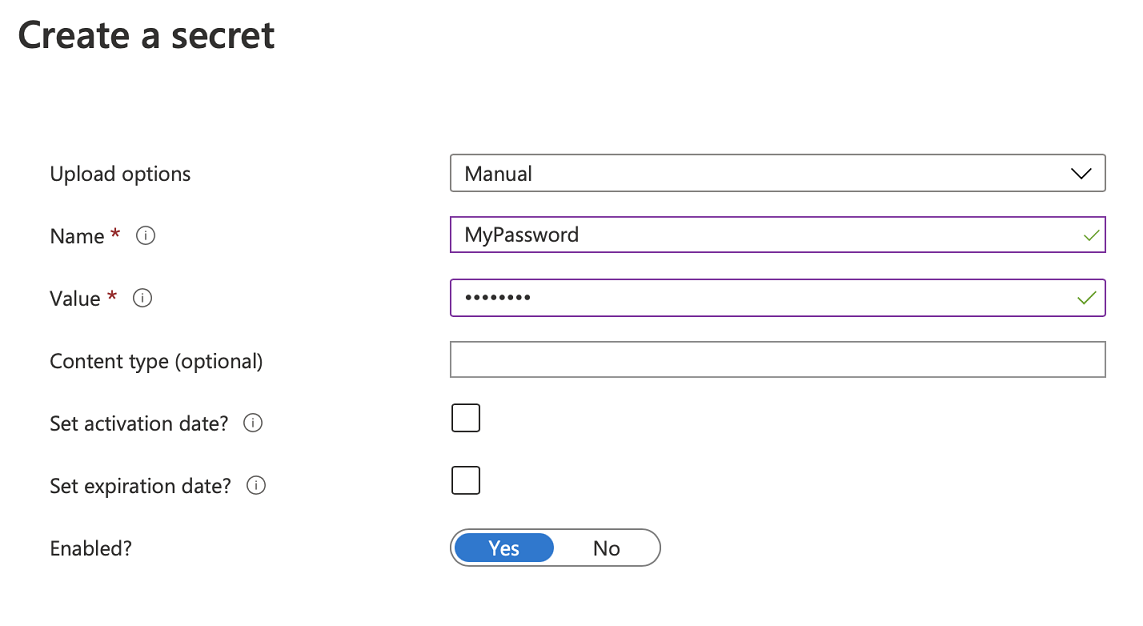 Create a secret
Upload options Manual
Name * MyPassword
Value * ••••••••
Content type (optional)
Set activation date?
Set expiration date?
Enabled? Yes No